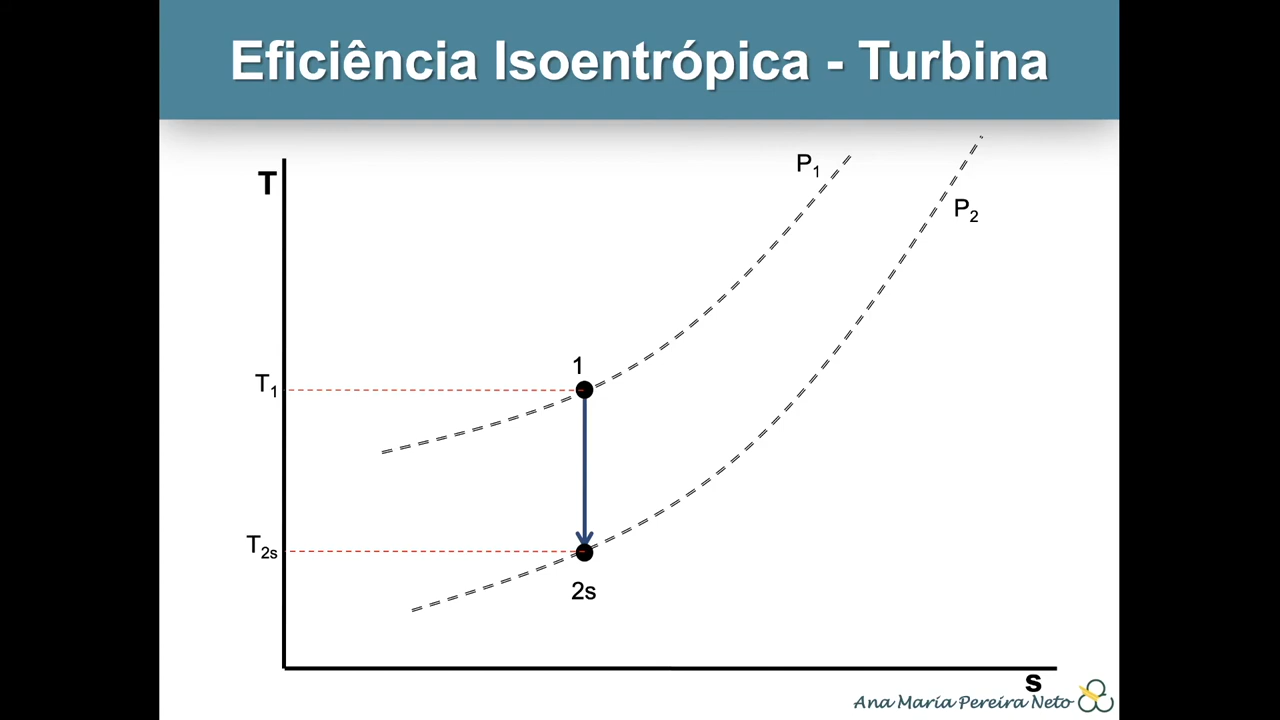 Eficiência Isoentrópica - Turbina
T
P₁
P₂
1
T₁
T₂ₛ
2s
s
Ana Maria Pereira Neto